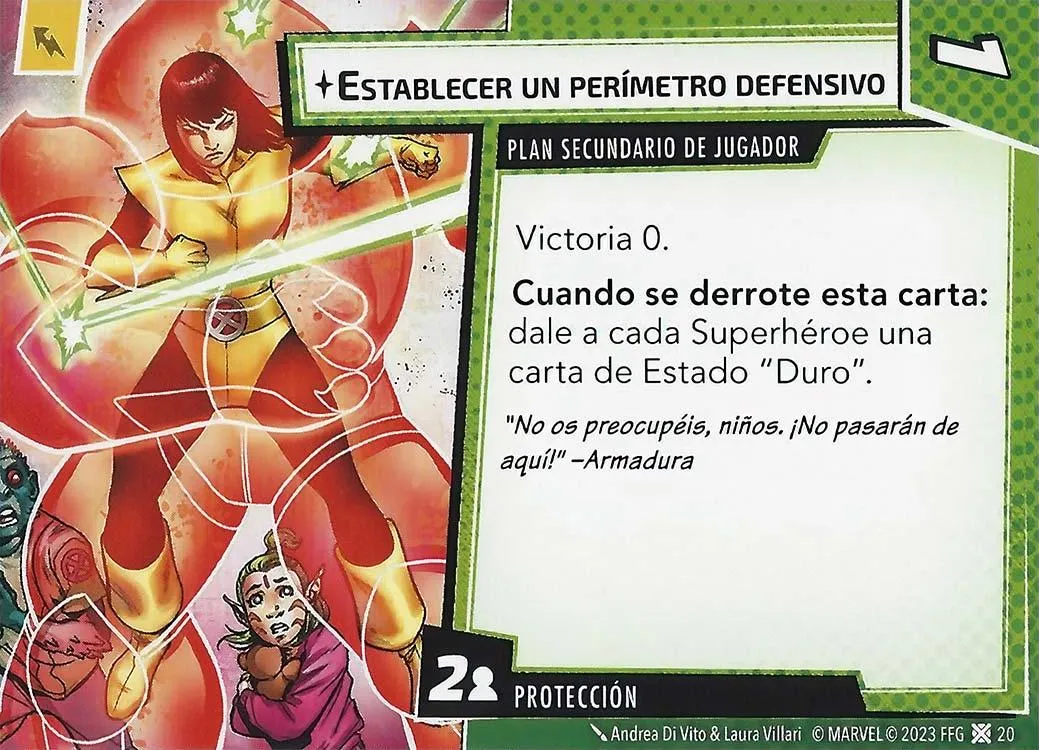 1
ESTABLECER UN PERÍMETRO DEFENSIVO
PLAN SECUNDARIO DE JUGADOR
Victoria 0.
Cuando se derrote esta carta:
dale a cada Superhéroe una
carta de Estado “Duro”.
"No os preocupéis, niños. ¡No pasarán de
aquí!" –Armadura
2
PROTECCIÓN
Andrea Di Vito & Laura Villari © MARVEL © 2023 FFG 20